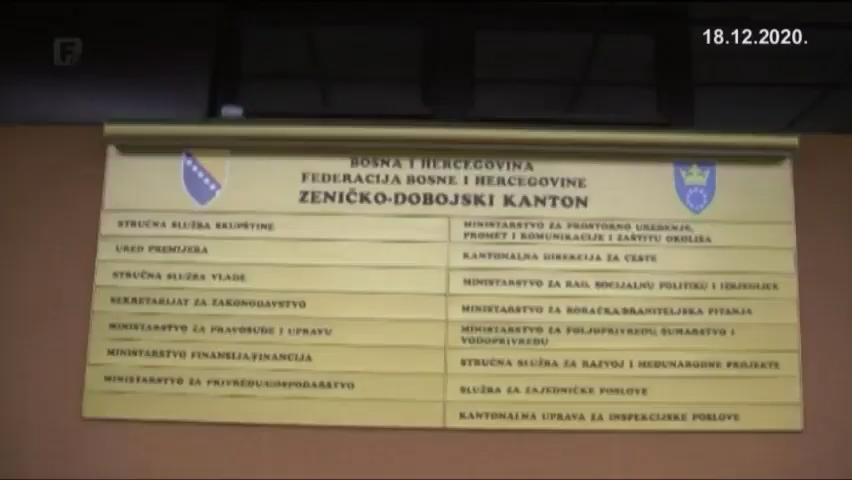 F
18.12.2020.
BOSNA I HERCEGOVINA
FEDERACIJA BOSNE I HERCEGOVINE
ZENIČKO-DOBOJSKI KANTON
STRUČNA SLUŽBA SKUPŠTINE
URED PREMIJERA
STRUČNA SLUŽBA VLADE
SEKRETARIJAT ZA ZAKONODAVSTVO
MINISTARSTVO ZA PRAVOSUĐE I UPRAVU
MINISTARSTVO FINANSIJA/FINANCIJA
MINISTARSTVO ZA PRIVREDU/GOSPODARSTVO
MINISTARSTVO ZA PROSTORNO UREĐENJE,
PROMET I KOMUNIKACIJE I ZAŠTITU OKOLIŠA
KANTONALNA DIREKCIJA ZA CESTE
MINISTARSTVO ZA RAD, SOCIJALNU POLITIKU I IZBJEGLICE
MINISTARSTVO ZA BORAČKA/BRANITELJSKA PITANJA
MINISTARSTVO ZA POLJOPRIVREDU, ŠUMARSTVO I
VODOPRIVREDU
STRUČNA SLUŽBA ZA RAZVOJ I MEĐUNARODNE PROJEKTE
SLUŽBA ZA ZAJEDNIČKE POSLOVE
KANTONALNA UPRAVA ZA INSPEKCIJSKE POSLOVE